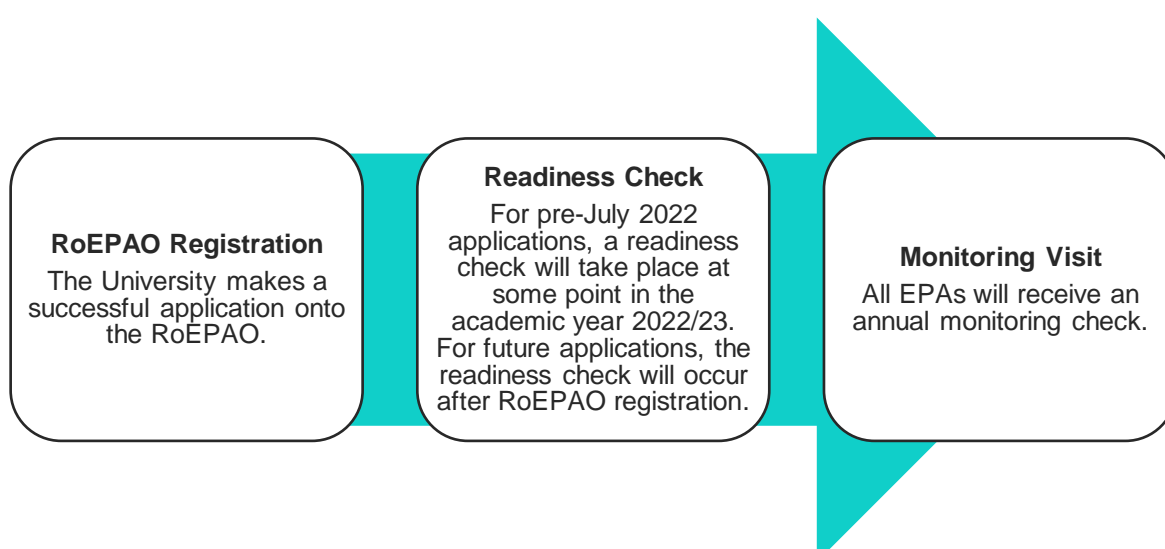 RoEPAO Registration
The University makes a
successful application onto
the RoEPAO.
Readiness Check
For pre-July 2022
applications, a readiness
check will take place at
some point in the
academic year 2022/23.
For future applications, the
readiness check will occur
after RoEPAO registration.
Monitoring Visit
All EPAs will receive an
annual monitoring check.